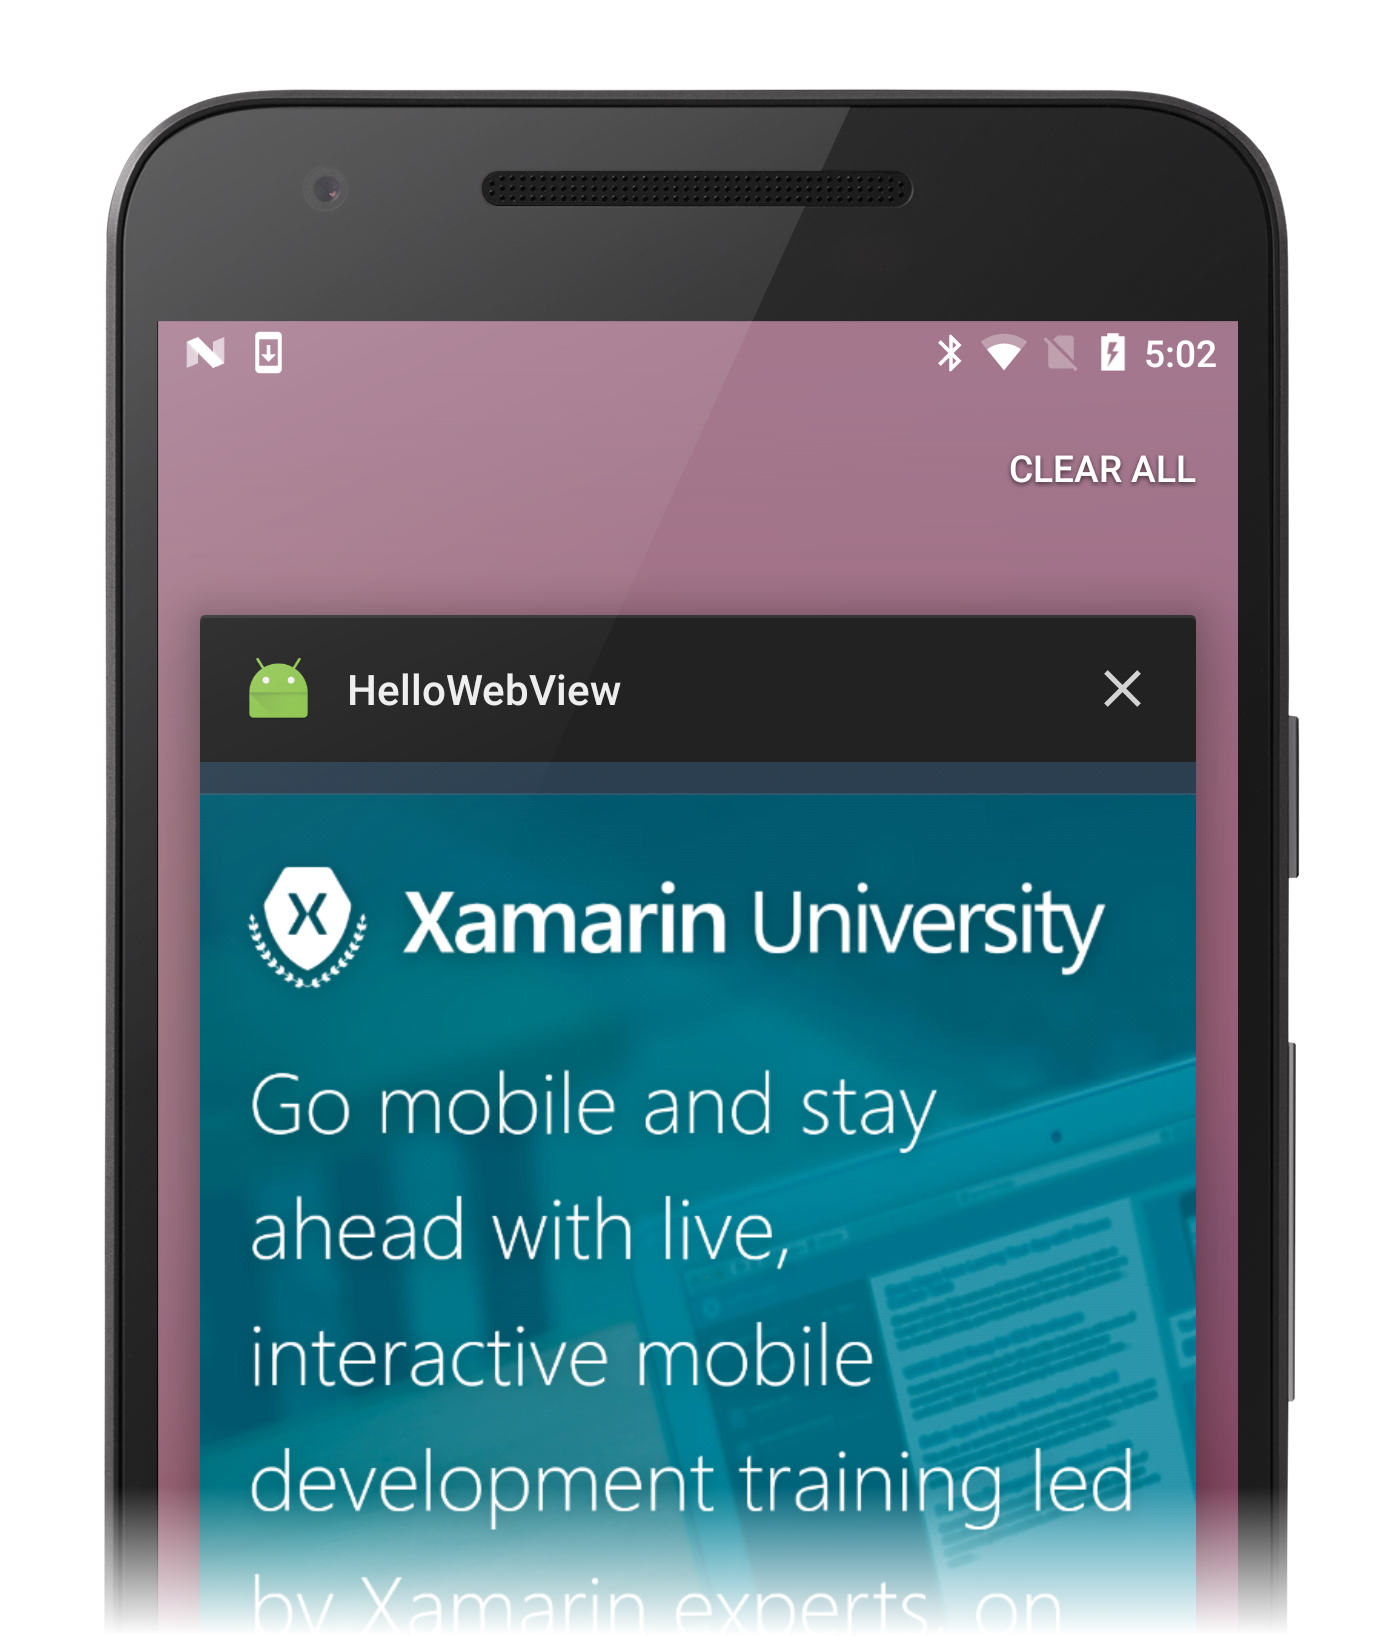 5:02
CLEAR ALL
HelloWebView
Xamarin University
Go mobile and stay
ahead with live,
interactive mobile
development training led
by Xamarin experts, on